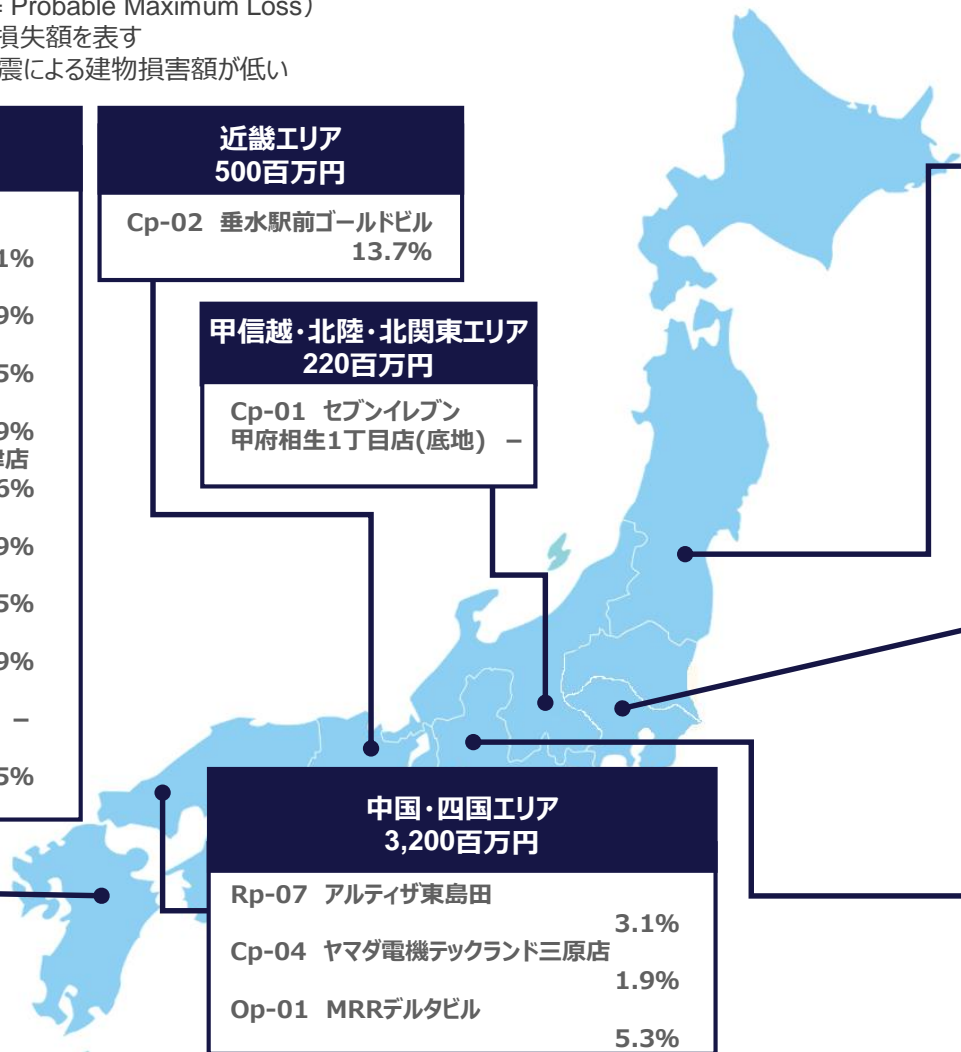 = Probable Maximum Loss）
損失額を表す
震による建物損害額が低い
1%
9%
5%
9%
津店
6%
9%
5%
9%
–
5%
近畿エリア
500百万円
Cp-02 垂水駅前ゴールドビル
13.7%
甲信越･北陸･北関東エリア
220百万円
Cp-01 セブンイレブン
甲府相生1丁目店(底地) –
中国･四国エリア
3,200百万円
Rp-07 アルティザ東島田
3.1%
Cp-04 ヤマダ電機テックランド三原店
1.9%
Op-01 MRRデルタビル
5.3%